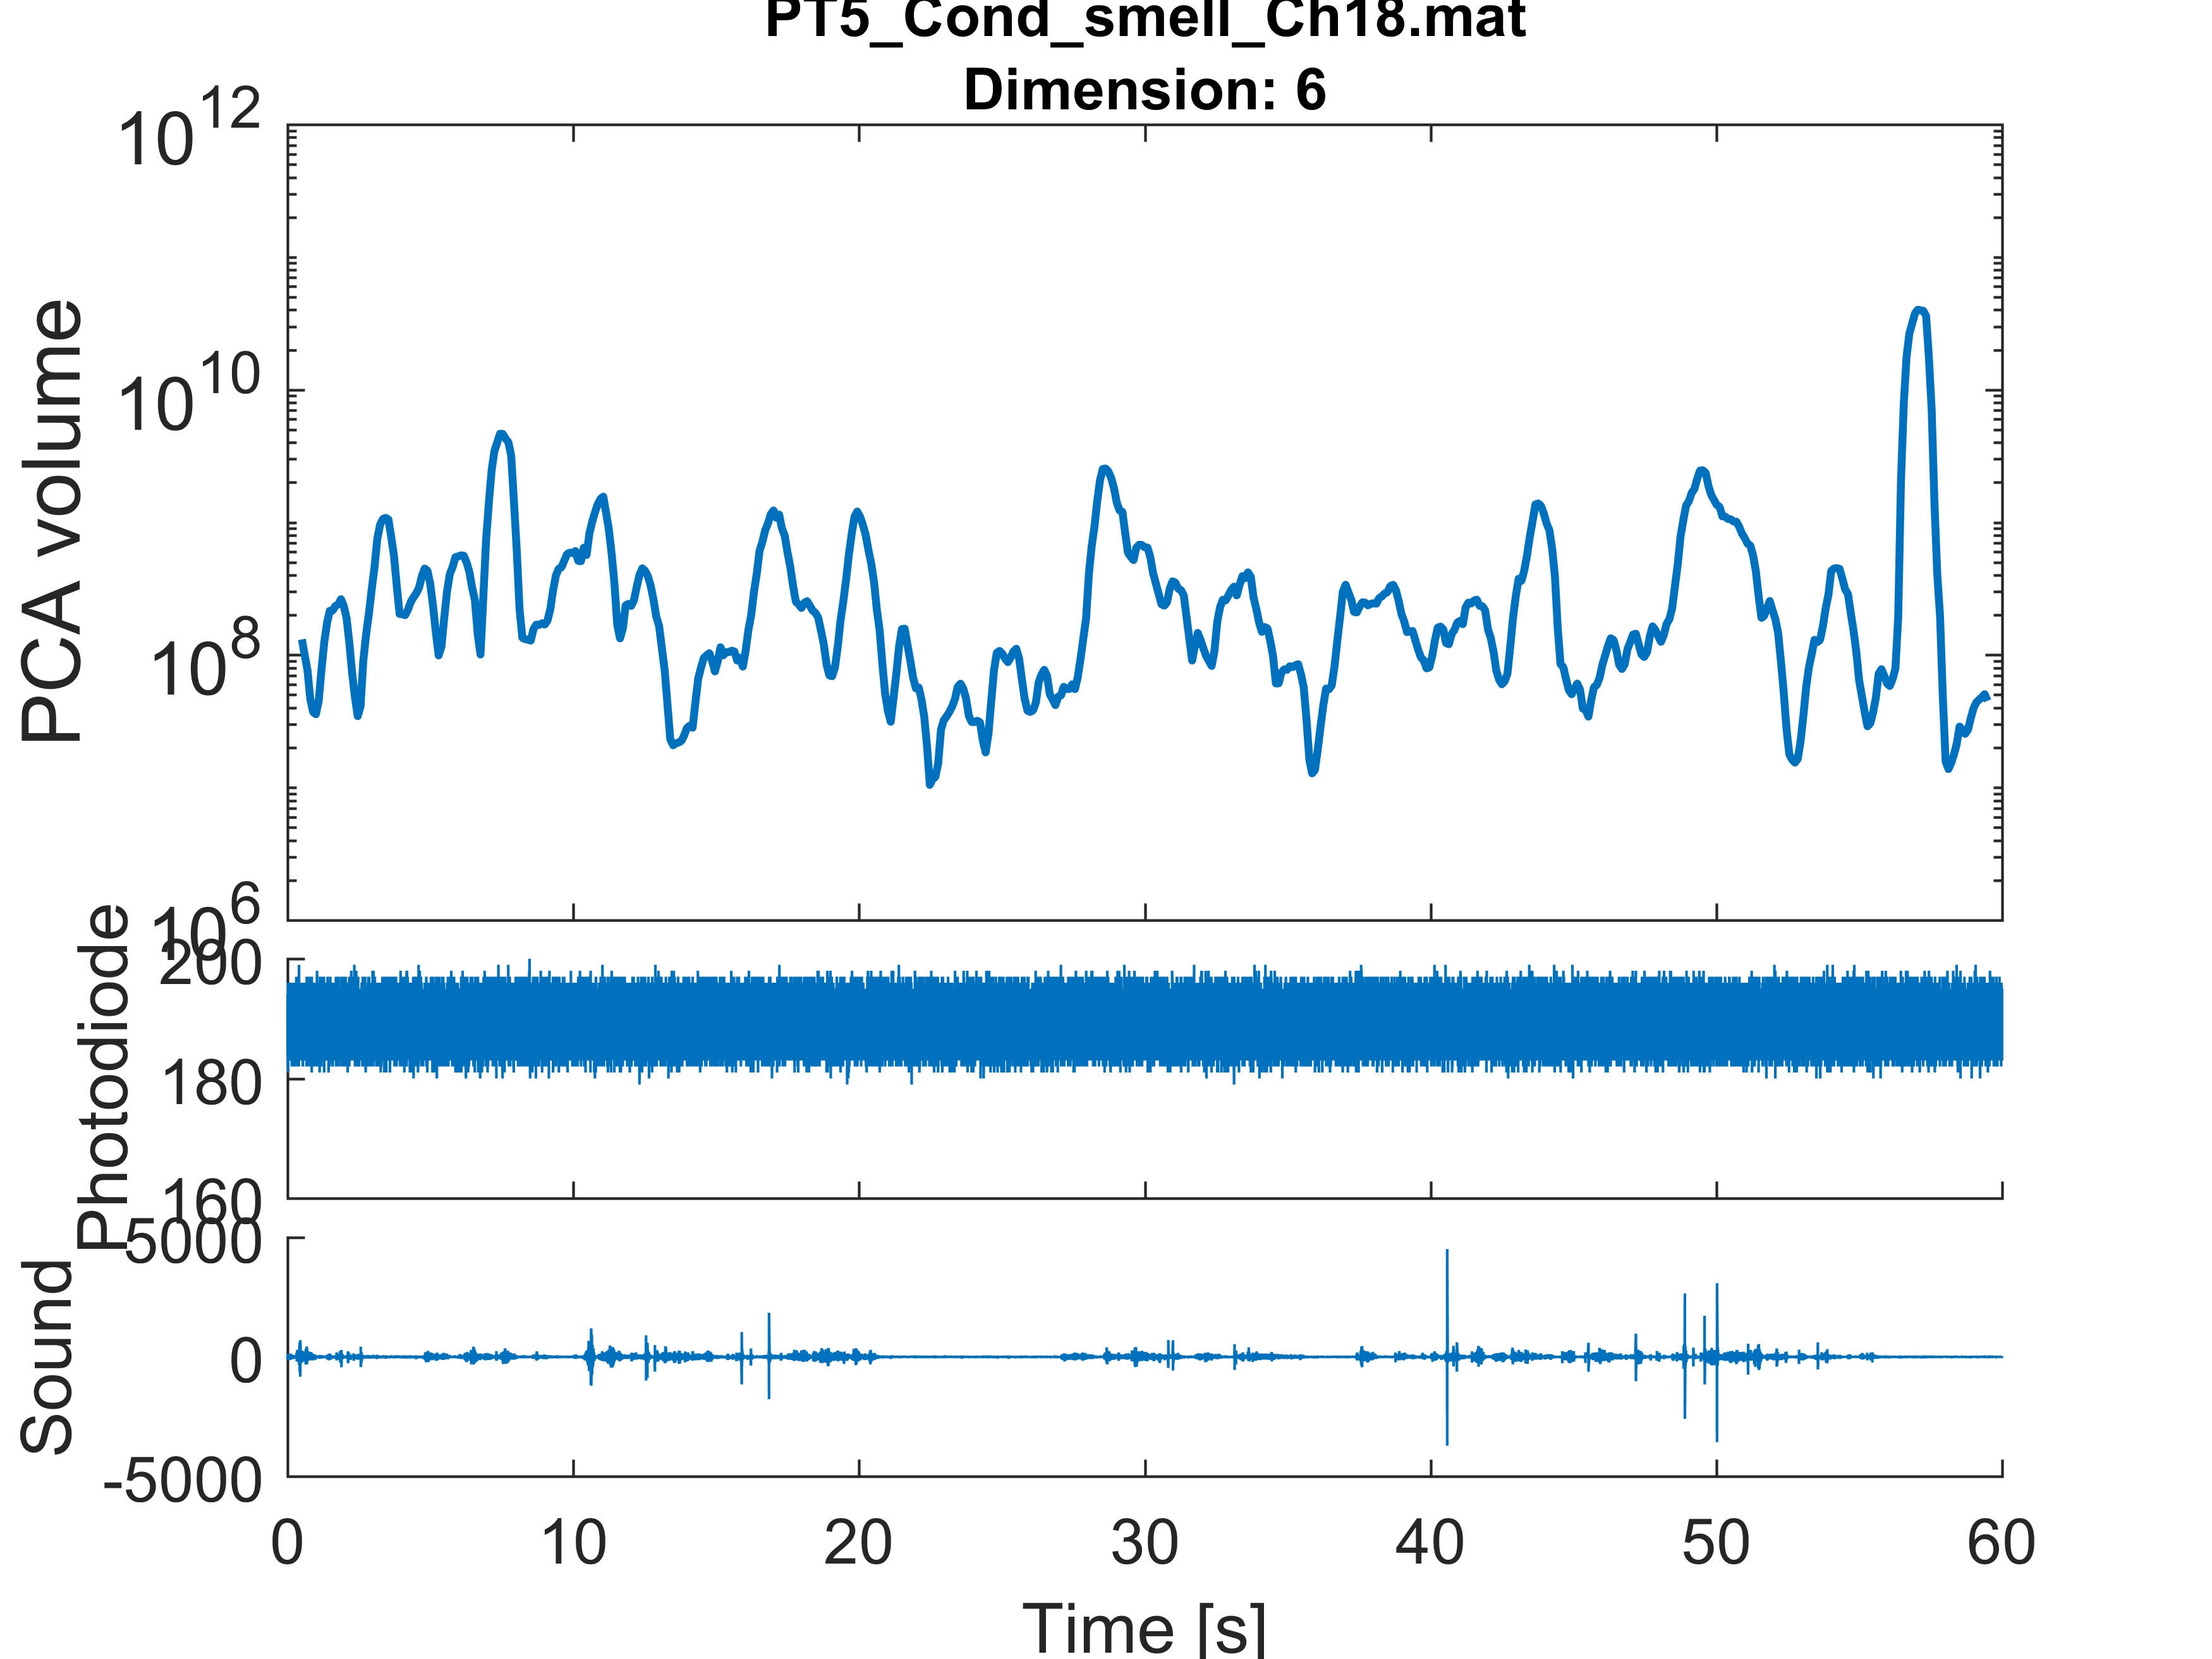 PT5_Cond_smell_Ch18.mat
Dimension: 6
PCA volume
10^12
10^10
10^8
10^6
Photodiode
200
180
160
Sound
5000
0
-5000
0 10 20 30 40 50 60
Time [s]